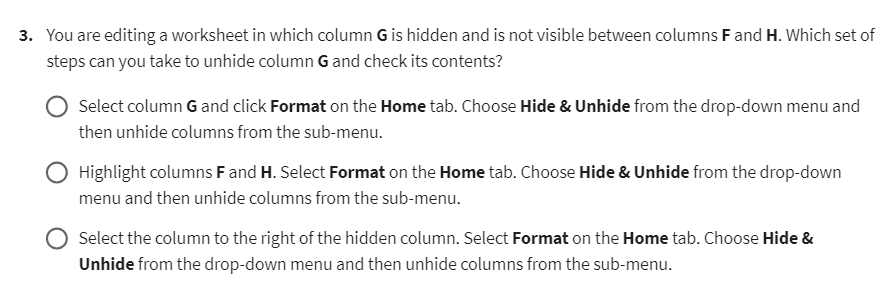 3. You are editing a worksheet in which column G is hidden and is not visible between columns F and H. Which set of
steps can you take to unhide column G and check its contents?
Select column G and click Format on the Home tab. Choose Hide & Unhide from the drop-down menu and
then unhide columns from the sub-menu.
Highlight columns F and H. Select Format on the Home tab. Choose Hide & Unhide from the drop-down
menu and then unhide columns from the sub-menu.
Select the column to the right of the hidden column. Select Format on the Home tab. Choose Hide &
Unhide from the drop-down menu and then unhide columns from the sub-menu.